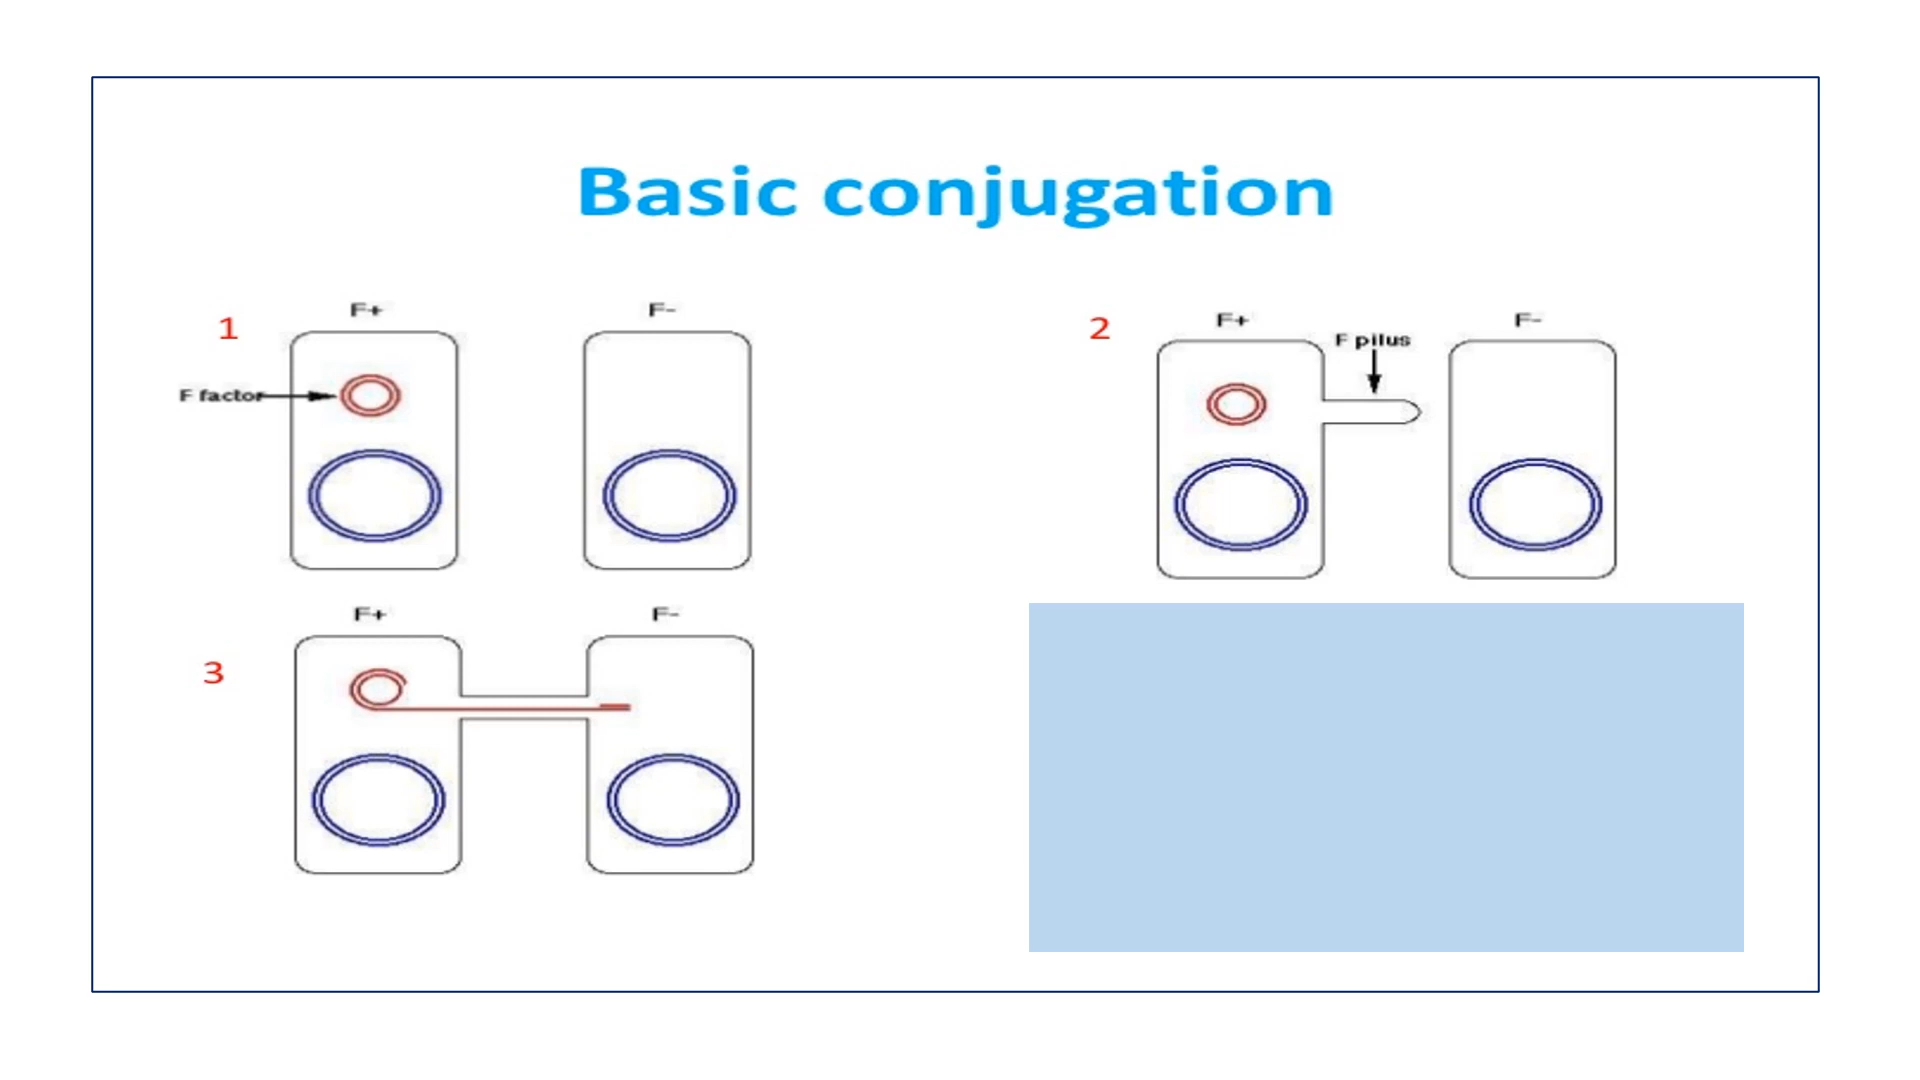 Basic conjugation
1
F+
F-
F factor
2
F+
F-
F pilus
3
F+
F-